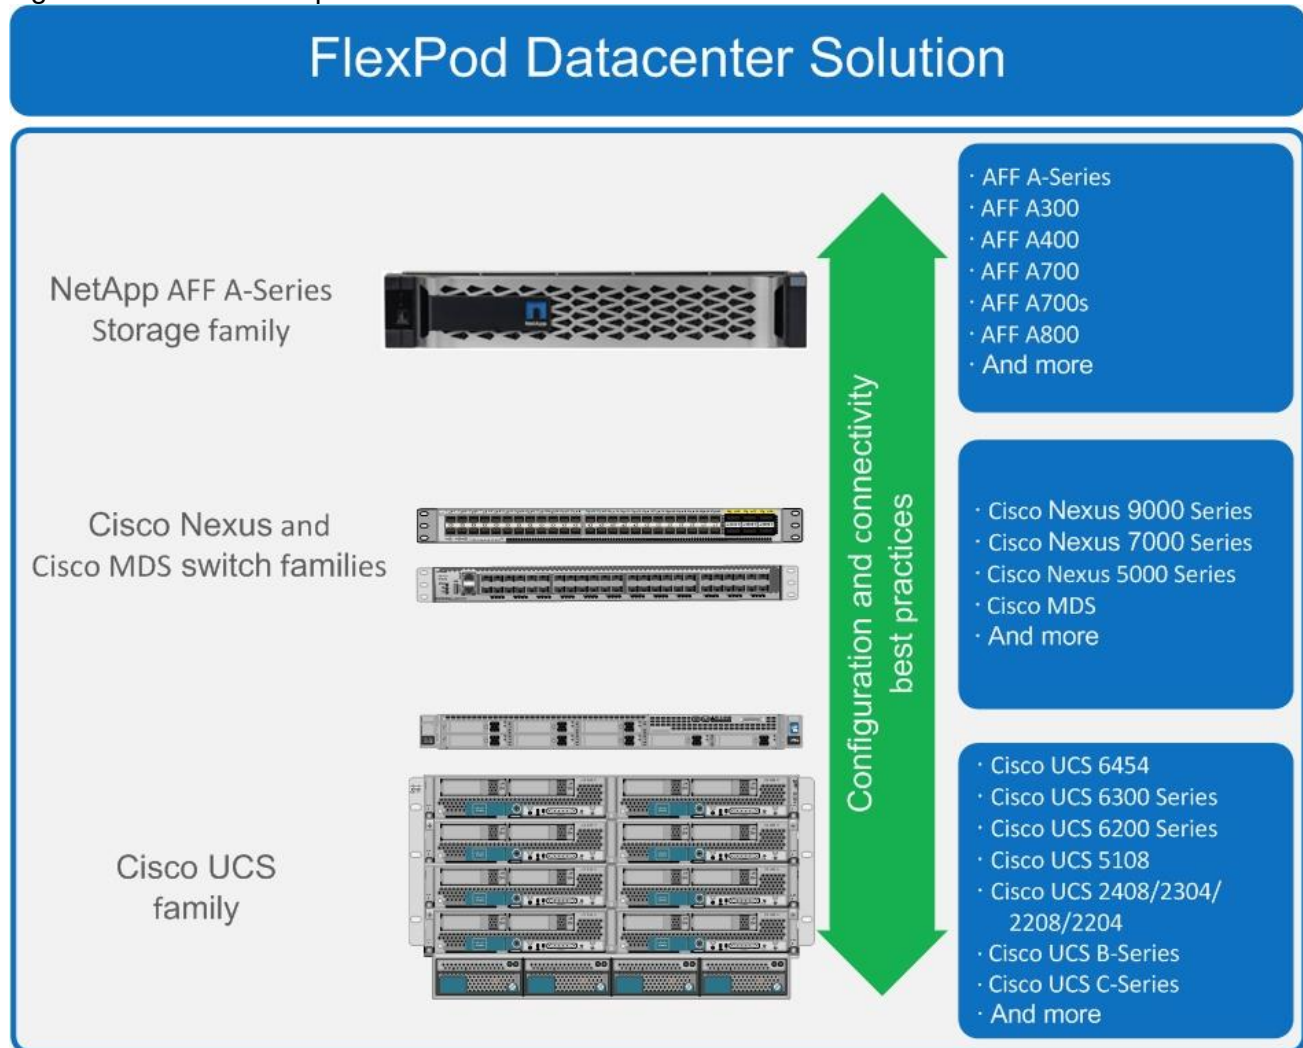 FlexPod Datacenter Solution
NetApp AFF A-Series
Storage family
NetApp
Cisco Nexus and
Cisco MDS switch families
Cisco UCS
family
Configuration and connectivity
best practices
· AFF A-Series
· AFF A300
· AFF A400
· AFF A700
· AFF A700s
· AFF A800
· And more
· Cisco Nexus 9000 Series
· Cisco Nexus 7000 Series
· Cisco Nexus 5000 Series
· Cisco MDS
· And more
· Cisco UCS 6454
· Cisco UCS 6300 Series
· Cisco UCS 6200 Series
· Cisco UCS 5108
· Cisco UCS 2408/2304/
2208/2204
· Cisco UCS B-Series
· Cisco UCS C-Series
· And more